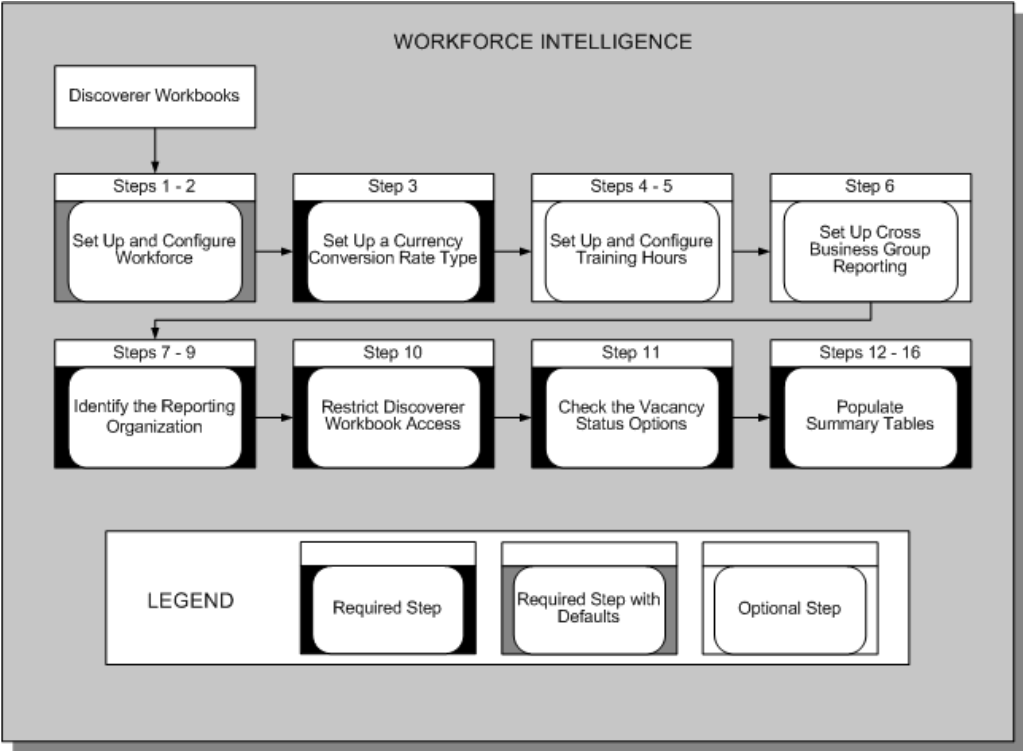 WORKFORCE INTELLIGENCE
Discoverer Workbooks
Steps 1 - 2
Set Up and Configure
Workforce
Step 3
Set Up a Currency
Conversion Rate Type
Steps 4 - 5
Set Up and Configure
Training Hours
Step 6
Set Up Cross
Business Group
Reporting
Steps 7 - 9
Identify the Reporting
Organization
Step 10
Restrict Discoverer
Workbook Access
Step 11
Check the Vacancy
Status Options
Steps 12 - 16
Populate
Summary Tables
LEGEND
Required Step
Required Step with
Defaults
Optional Step